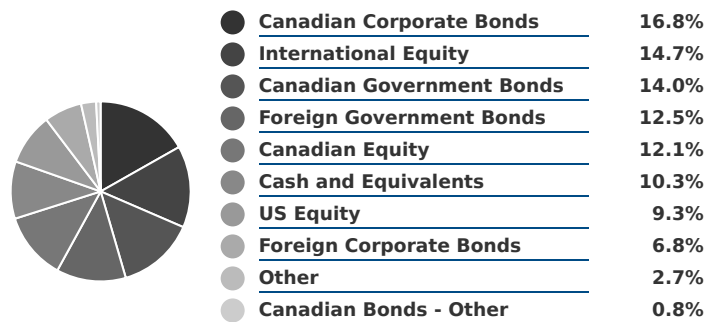 Canadian Corporate Bonds 16.8%
International Equity 14.7%
Canadian Government Bonds 14.0%
Foreign Government Bonds 12.5%
Canadian Equity 12.1%
Cash and Equivalents 10.3%
US Equity 9.3%
Foreign Corporate Bonds 6.8%
Other 2.7%
Canadian Bonds - Other 0.8%